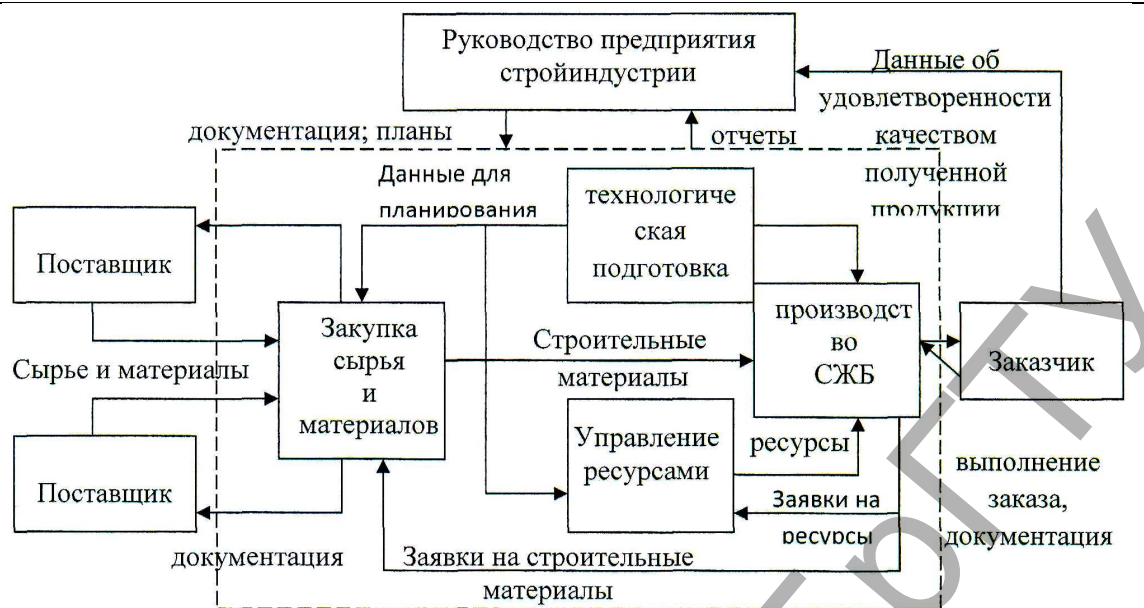 Руководство предприятия
стройиндустрии
Данные об
удовлетворенности
качеством
полученной
продукции
документация; планы
отчеты
Данные для
планирования
технологиче
ская
подготовка
Поставщик
Закупка
сырья
и
материалов
производст
во
СЖБ
Заказчик
Строительные
материалы
Сырье и материалы
Управление
ресурсами
ресурсы
Поставщик
выполнение
заказа,
документация
Заявки на
ресурсы
документация
Заявки на строительные
материалы